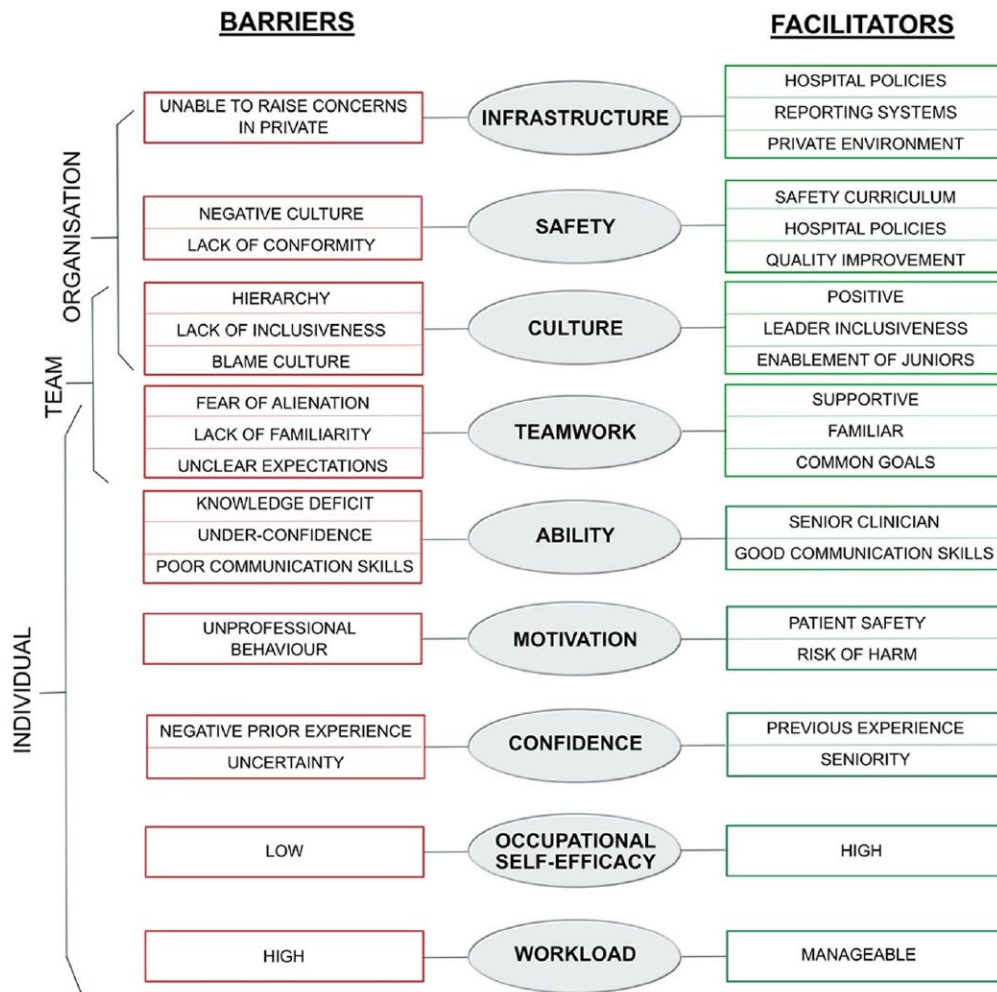 BARRIERS
FACILITATORS
ORGANISATION
TEAM
INDIVIDUAL
UNABLE TO RAISE CONCERNS
IN PRIVATE
INFRASTRUCTURE
HOSPITAL POLICIES
REPORTING SYSTEMS
PRIVATE ENVIRONMENT
NEGATIVE CULTURE
LACK OF CONFORMITY
SAFETY
SAFETY CURRICULUM
HOSPITAL POLICIES
QUALITY IMPROVEMENT
HIERARCHY
LACK OF INCLUSIVENESS
BLAME CULTURE
CULTURE
POSITIVE
LEADER INCLUSIVENESS
ENABLEMENT OF JUNIORS
FEAR OF ALIENATION
LACK OF FAMILIARITY
UNCLEAR EXPECTATIONS
TEAMWORK
SUPPORTIVE
FAMILIAR
COMMON GOALS
KNOWLEDGE DEFICIT
UNDER-CONFIDENCE
POOR COMMUNICATION SKILLS
ABILITY
SENIOR CLINICIAN
GOOD COMMUNICATION SKILLS
UNPROFESSIONAL
BEHAVIOUR
MOTIVATION
PATIENT SAFETY
RISK OF HARM
NEGATIVE PRIOR EXPERIENCE
UNCERTAINTY
CONFIDENCE
PREVIOUS EXPERIENCE
SENIORITY
LOW
OCCUPATIONAL
SELF-EFFICACY
HIGH
HIGH
WORKLOAD
MANAGEABLE